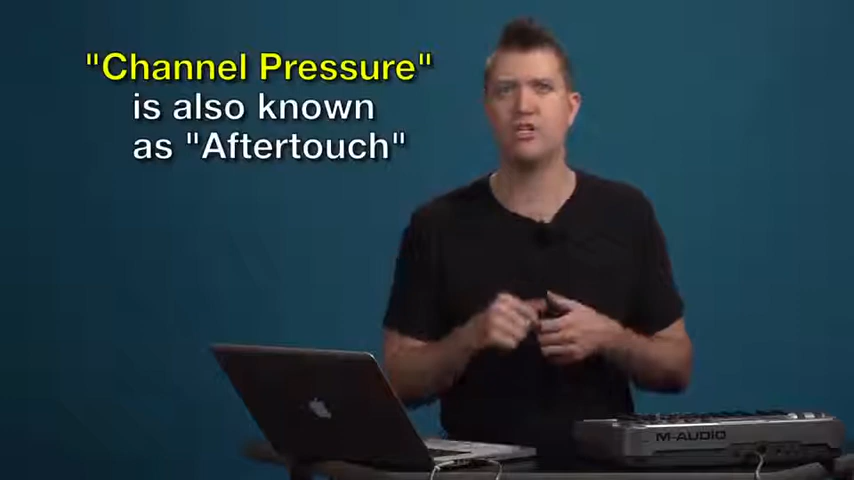 "Channel Pressure"
is also known
as "Aftertouch"
M-AUDIO